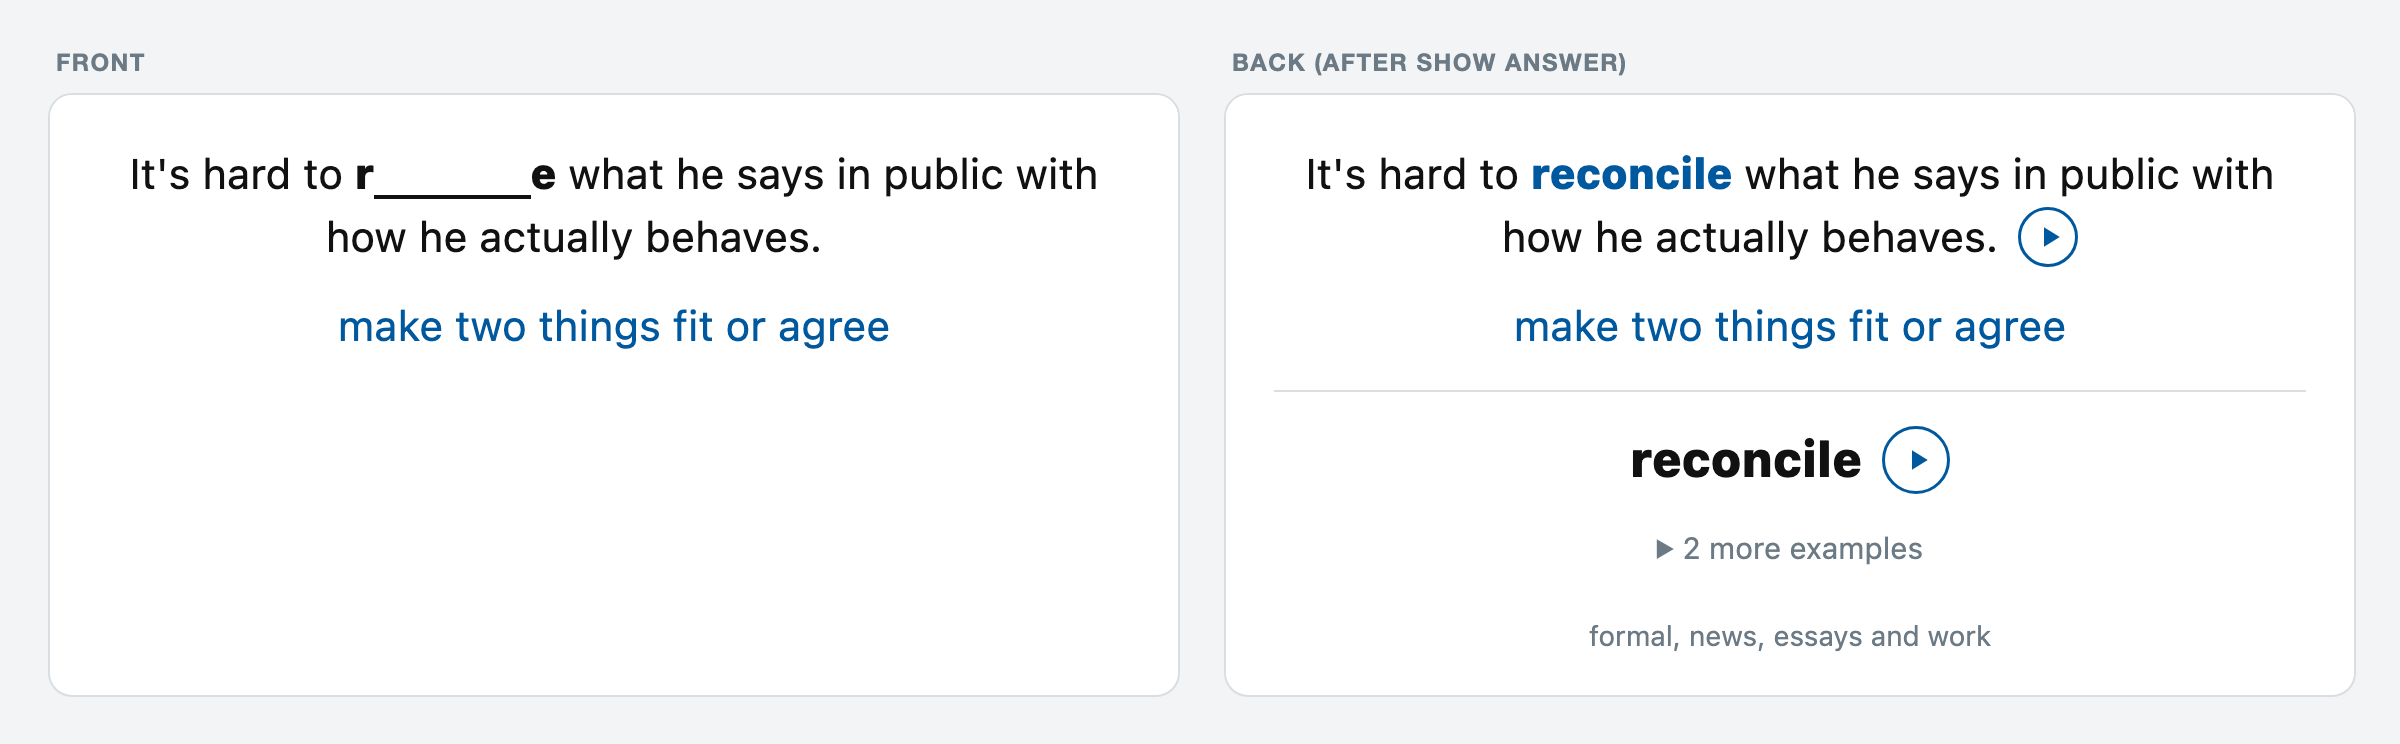 FRONT
It's hard to r_______e what he says in public with
how he actually behaves.
make two things fit or agree
BACK (AFTER SHOW ANSWER)
It's hard to reconcile what he says in public with
how he actually behaves.
make two things fit or agree
reconcile
2 more examples
formal, news, essays and work